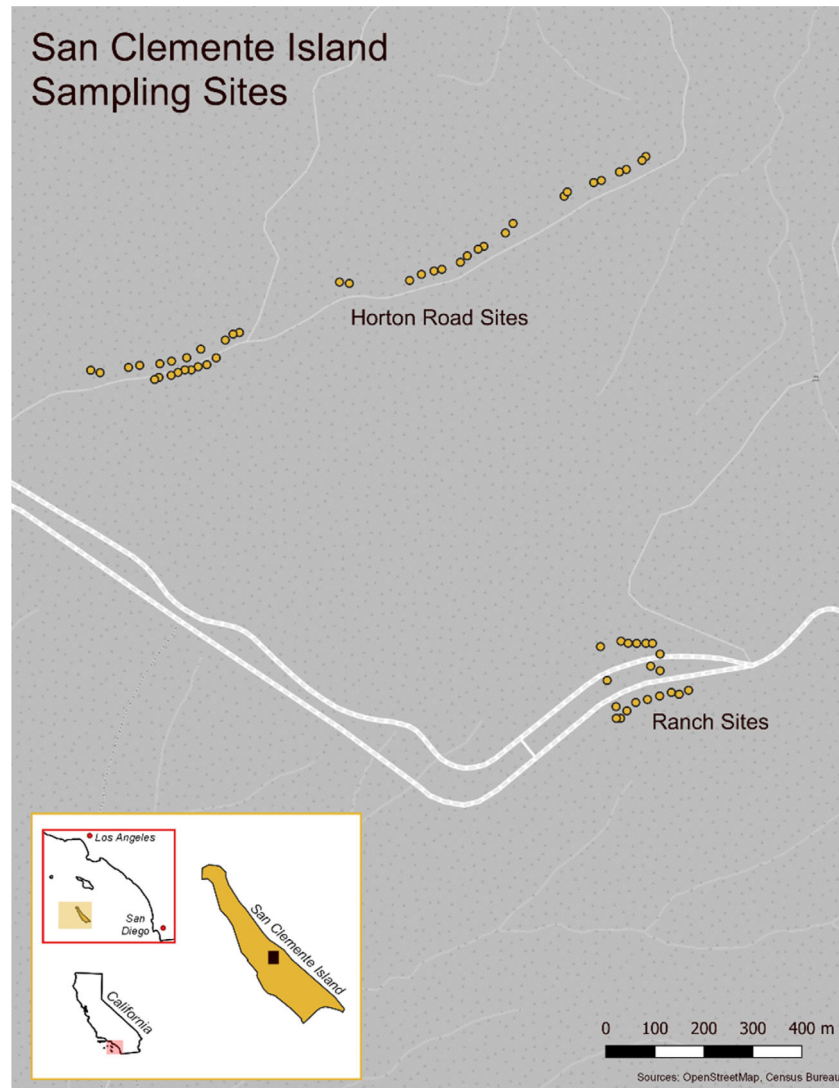 San Clemente Island
Sampling Sites
Horton Road Sites
Ranch Sites
Los Angeles
San
Diego
San Clemente Island
California
0 100 200 300 400 m
Sources: OpenStreetMap, Census Bureau